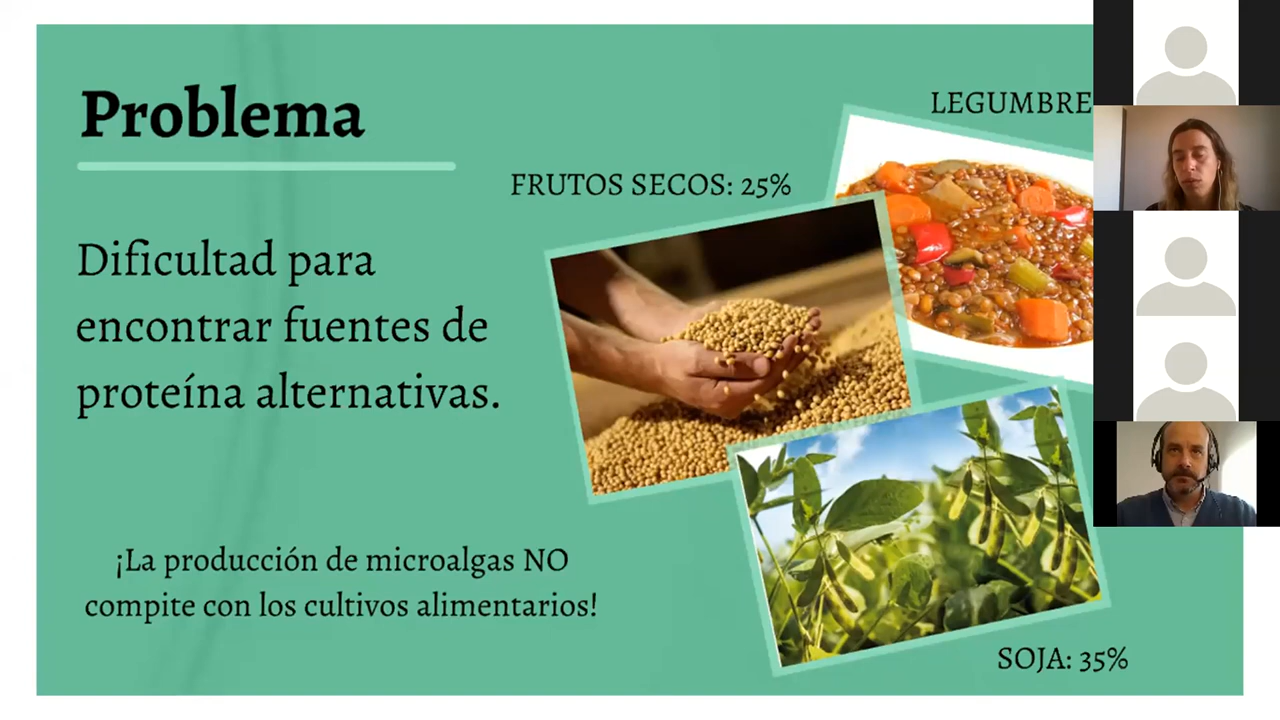 Problema
LEGUMBRE
FRUTOS SECOS: 25%
Dificultad para
encontrar fuentes de
proteína alternativas.
¡La producción de microalgas NO
compite con los cultivos alimentarios!
SOJA: 35%